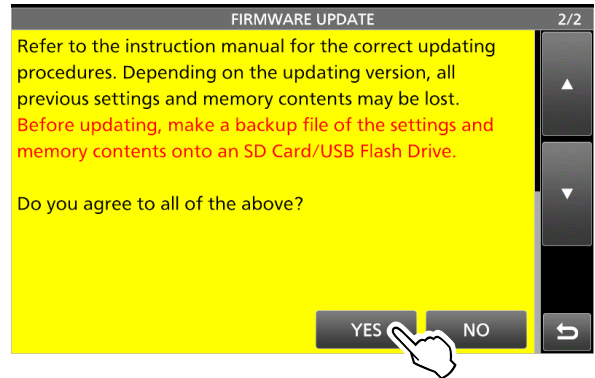 FIRMWARE UPDATE 2/2
Refer to the instruction manual for the correct updating
procedures. Depending on the updating version, all
previous settings and memory contents may be lost.
Before updating, make a backup file of the settings and
memory contents onto an SD Card/USB Flash Drive.
Do you agree to all of the above?
YES NO